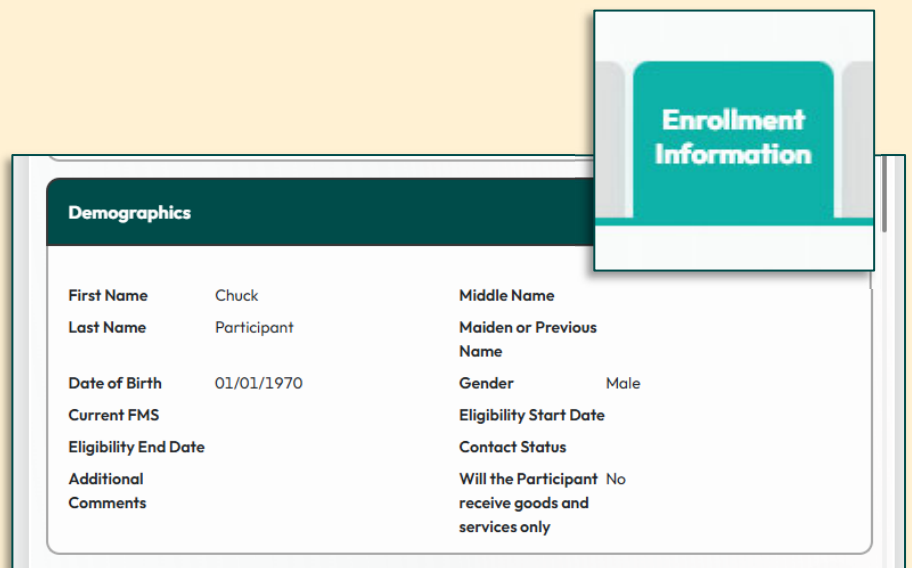 Enrollment
Information
Demographics
First Name Chuck Middle Name
Last Name Participant Maiden or Previous
Name
Date of Birth 01/01/1970 Gender Male
Current FMS Eligibility Start Date
Eligibility End Date Contact Status
Additional Will the Participant No
Comments receive goods and
services only